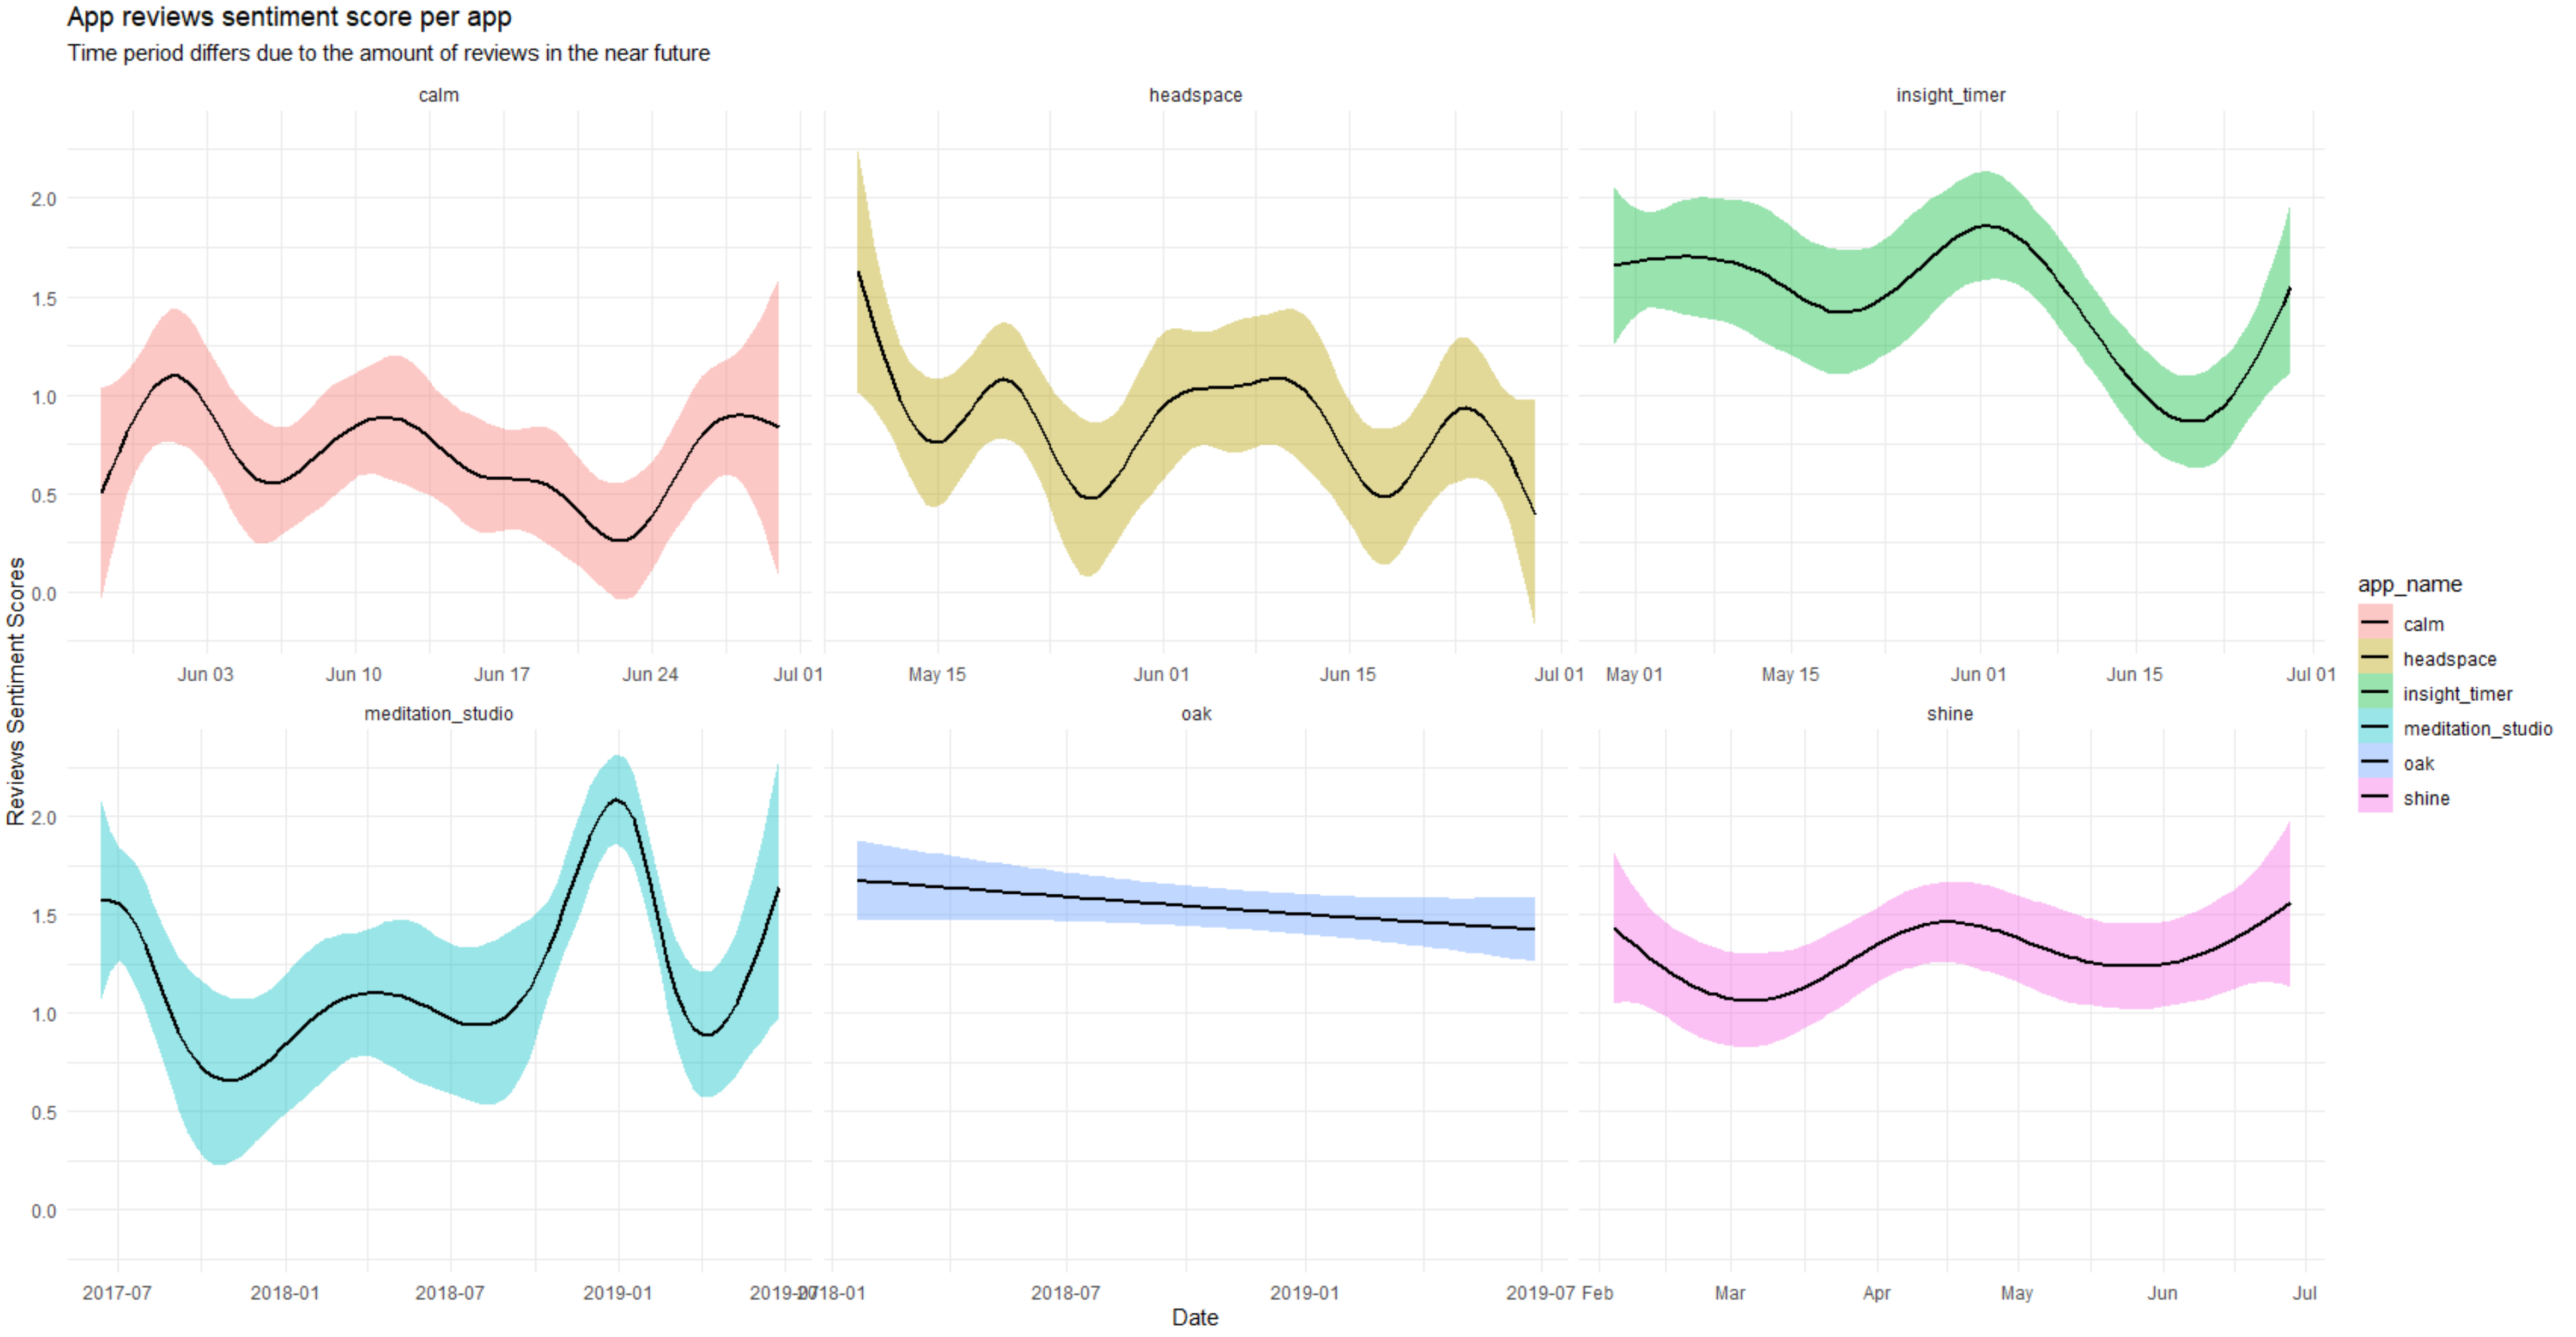 App reviews sentiment score per app
Time period differs due to the amount of reviews in the near future
calm
headspace
insight_timer
2.0
1.5
1.0
0.5
0.0
Jun 03
Jun 10
Jun 17
Jun 24
Jul 01
May 15
Jun 01
Jun 15
Jul 01
May 01
May 15
Jun 01
Jun 15
Jul 01
meditation_studio
oak
shine
2.0
1.5
1.0
0.5
0.0
2017-07
2018-01
2018-07
2019-01
2019-07
2018-01
2018-07
2019-01
2019-07
Feb
Mar
Apr
May
Jun
Jul
Date
Reviews Sentiment Scores
app_name
calm
headspace
insight_timer
meditation_studio
oak
shine